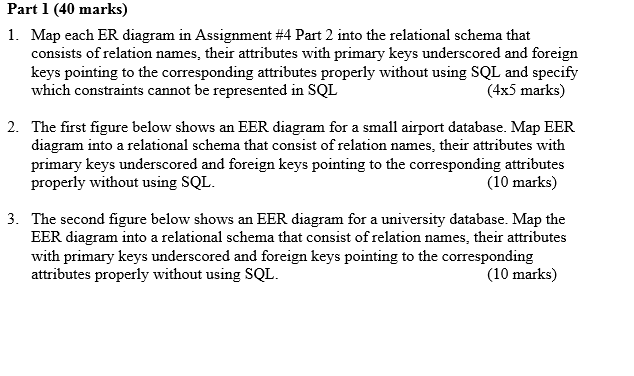 Part 1 (40 marks)
1. Map each ER diagram in Assignment #4 Part 2 into the relational schema that
consists of relation names, their attributes with primary keys underscored and foreign
keys pointing to the corresponding attributes properly without using SQL and specify
which constraints cannot be represented in SQL (4x5 marks)
2. The first figure below shows an EER diagram for a small airport database. Map EER
diagram into a relational schema that consist of relation names, their attributes with
primary keys underscored and foreign keys pointing to the corresponding attributes
properly without using SQL. (10 marks)
3. The second figure below shows an EER diagram for a university database. Map the
EER diagram into a relational schema that consist of relation names, their attributes
with primary keys underscored and foreign keys pointing to the corresponding
attributes properly without using SQL. (10 marks)